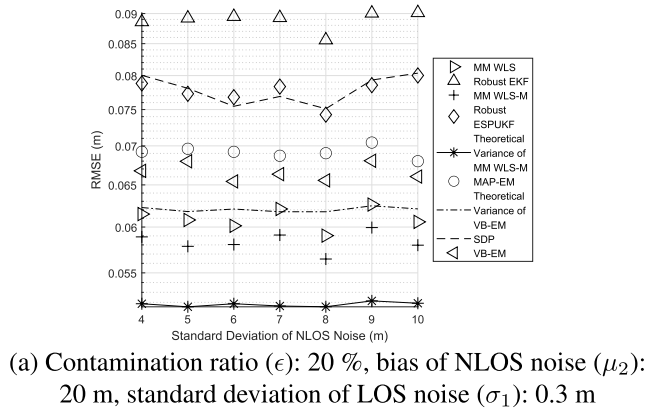 0.09
0.085
0.08
0.075
0.07
0.065
0.06
0.055
RMSE (m)
4 5 6 7 8 9 10
Standard Deviation of NLOS Noise (m)
MM WLS
Robust EKF
MM WLS-M
Robust
ESPUKF
Theoretical
Variance of
MM WLS-M
MAP-EM
Theoretical
Variance of
VB-EM
SDP
VB-EM
(a) Contamination ratio (ϵ): 20 %, bias of NLOS noise (μ₂):
20 m, standard deviation of LOS noise (σ₁): 0.3 m